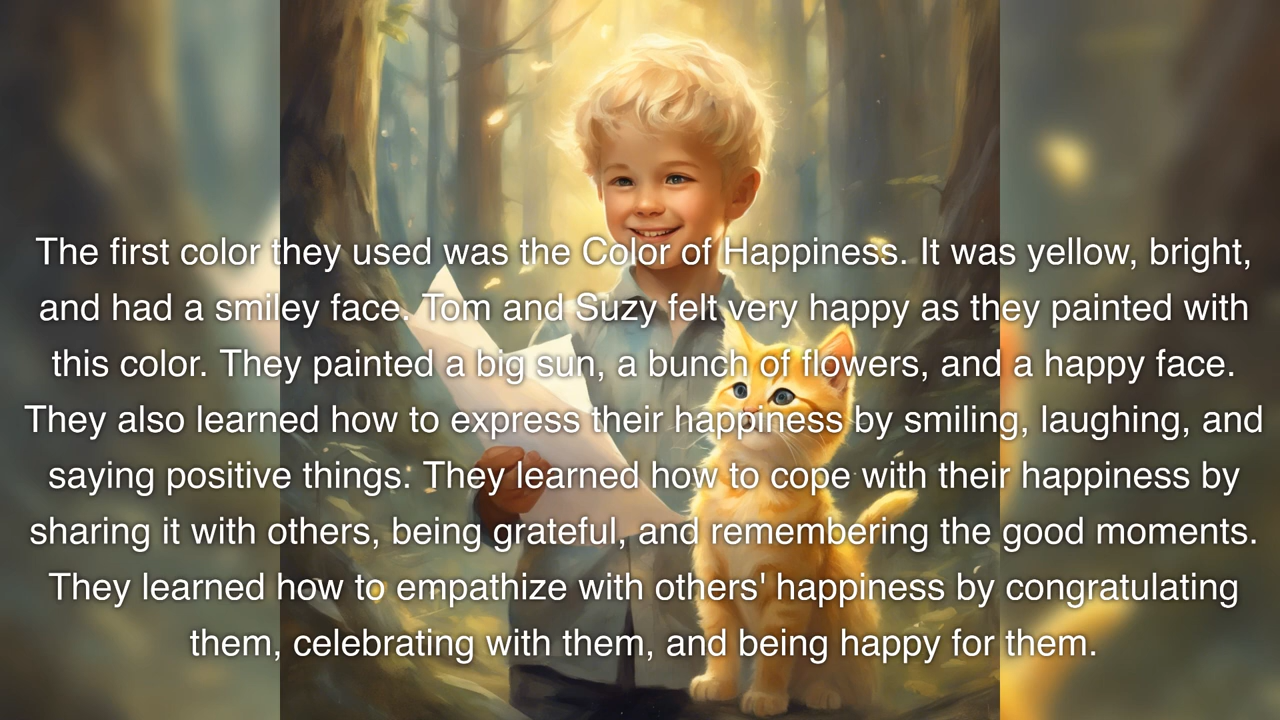 The first color they used was the Color of Happiness. It was yellow, bright,
and had a smiley face. Tom and Suzy felt very happy as they painted with
this color. They painted a big sun, a bunch of flowers, and a happy face.
They also learned how to express their happiness by smiling, laughing, and
saying positive things. They learned how to cope with their happiness by
sharing it with others, being grateful, and remembering the good moments.
They learned how to empathize with others' happiness by congratulating
them, celebrating with them, and being happy for them.